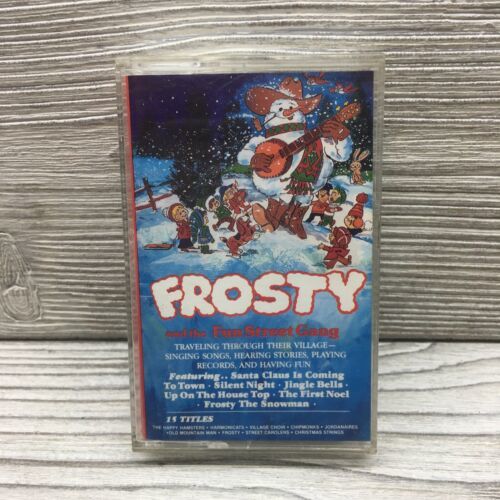 FROSTY
and the Fun Street Gang
TRAVELING THROUGH THEIR VILLAGE—
SINGING SONGS, HEARING STORIES, PLAYING
RECORDS, AND HAVING FUN
Featuring.. Santa Claus Is Coming
To Town · Silent Night · Jingle Bells ·
Up On The House Top · The First Noel
· Frosty The Snowman ·
15 TITLES
THE HAPPY HAMSTERS • HARMONICATS • VILLAGE CHOIR • CHIPMONKS • JORDANAIRES
•OLD MOUNTAIN MAN • FROSTY • STREET CAROLERS • CHRISTMAS STRINGS